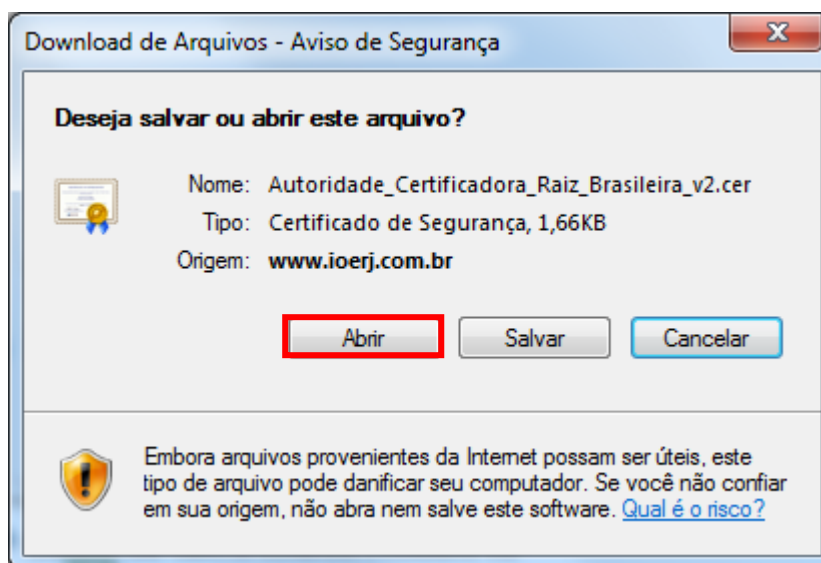 Download de Arquivos - Aviso de Segurança
Deseja salvar ou abrir este arquivo?
Nome: Autoridade_Certificadora_Raiz_Brasileira_v2.cer
Tipo: Certificado de Segurança, 1,66KB
Origem: www.ioerj.com.br
Abrir Salvar Cancelar
Embora arquivos provenientes da Internet possam ser úteis, este
tipo de arquivo pode danificar seu computador. Se você não confiar
em sua origem, não abra nem salve este software. Qual é o risco?